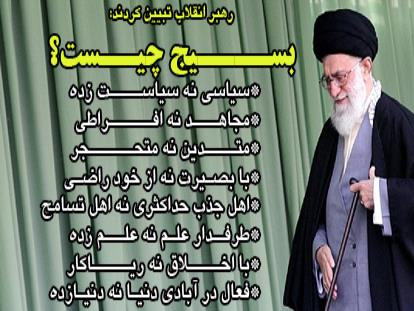 رهبر انقلاب تبیین کردند:
بسیج چیست؟
*سیاسی نه سیاست زده
*مجاهد نه افراطی
*متدین نه متحجر
*با بصیرت نه از خود راضی
*اهل جذب حداکثری نه اهل تسامح
*طرفدار علم نه علم زده
*با اخلاق نه ریاکار
*فعال در آبادی دنیا نه دنیازده